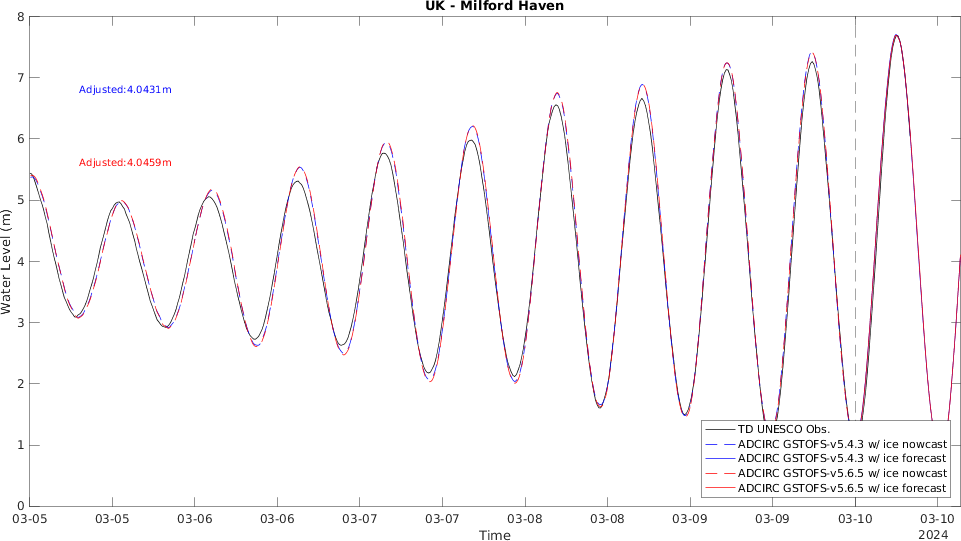 UK - Milford Haven
8
7
6
5
4
3
2
1
0
Water Level (m)
Adjusted:4.0431m
Adjusted:4.0459m
TD UNESCO Obs.
ADCIRC GSTOFS-v5.4.3 w/ ice nowcast
ADCIRC GSTOFS-v5.4.3 w/ ice forecast
ADCIRC GSTOFS-v5.6.5 w/ ice nowcast
ADCIRC GSTOFS-v5.6.5 w/ ice forecast
03-05 03-05 03-06 03-06 03-07 03-07 03-08 03-08 03-09 03-09 03-10 03-10
2024
Time